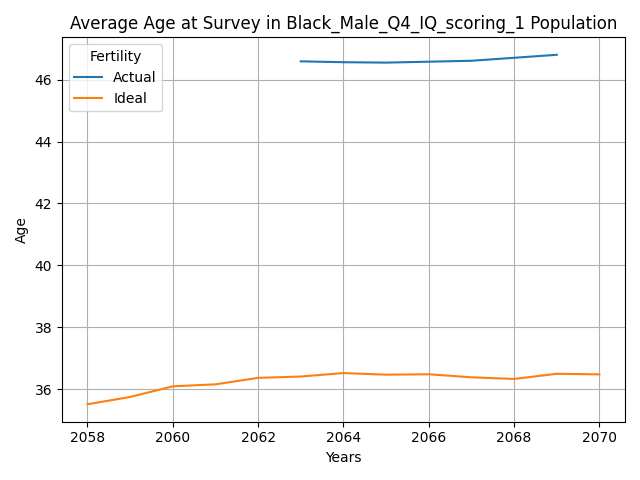 Average Age at Survey in Black_Male_Q4_IQ_scoring_1 Population
Fertility
Actual
Ideal
Age
46
44
42
40
38
36
2058 2060 2062 2064 2066 2068 2070
Years